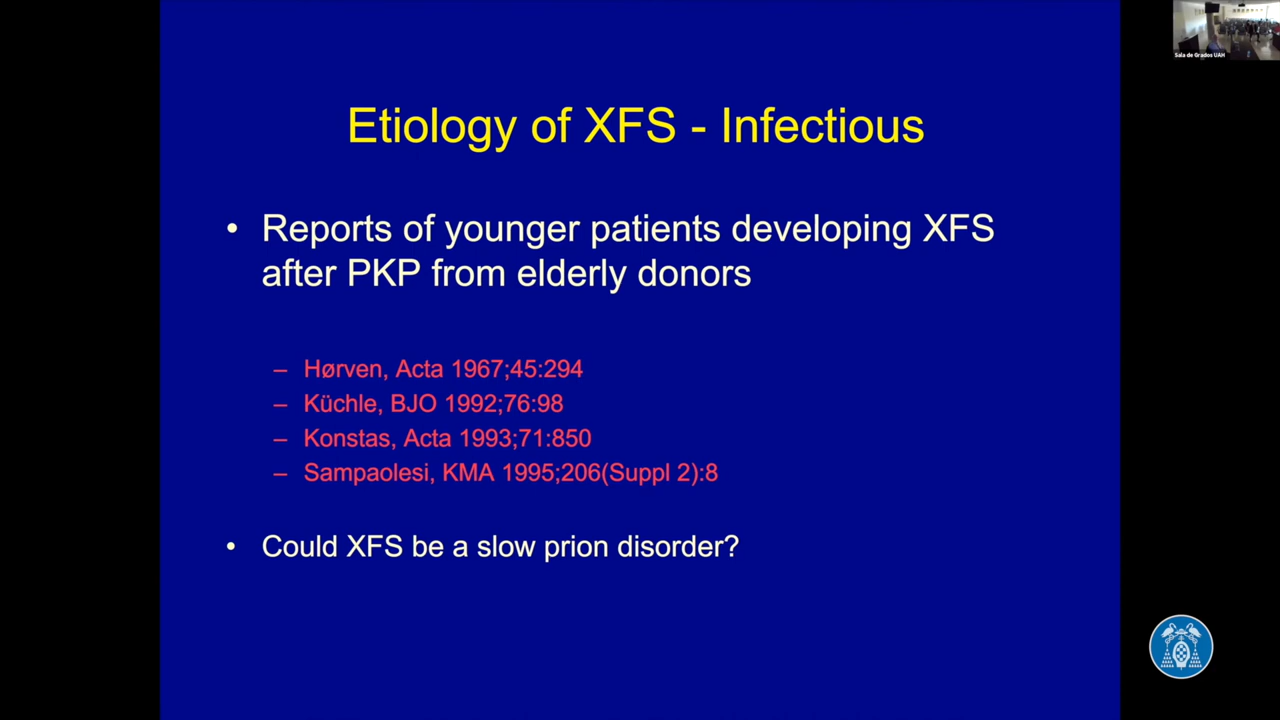 Sala de Grados UAH
Etiology of XFS - Infectious
• Reports of younger patients developing XFS
after PKP from elderly donors
– Hørven, Acta 1967;45:294
– Küchle, BJO 1992;76:98
– Konstas, Acta 1993;71:850
– Sampaolesi, KMA 1995;206(Suppl 2):8
• Could XFS be a slow prion disorder?